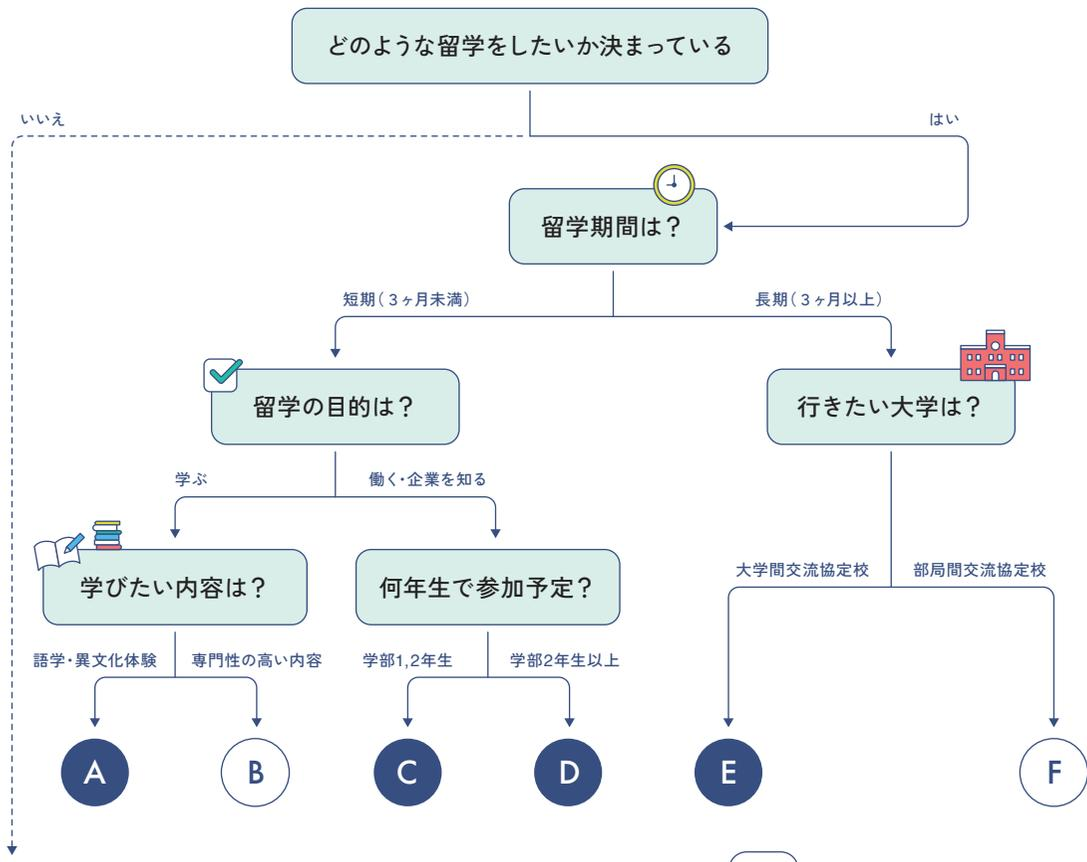 どのような留学をしたいか決まっている
いいえ
はい
留学期間は？
短期(３ヶ月未満)
長期(３ヶ月以上)
留学の目的は？
行きたい大学は？
学ぶ
働く・企業を知る
学びたい内容は？
何年生で参加予定？
大学間交流協定校
部局間交流協定校
語学・異文化体験
専門性の高い内容
学部1,2年生
学部2年生以上
A
B
C
D
E
F